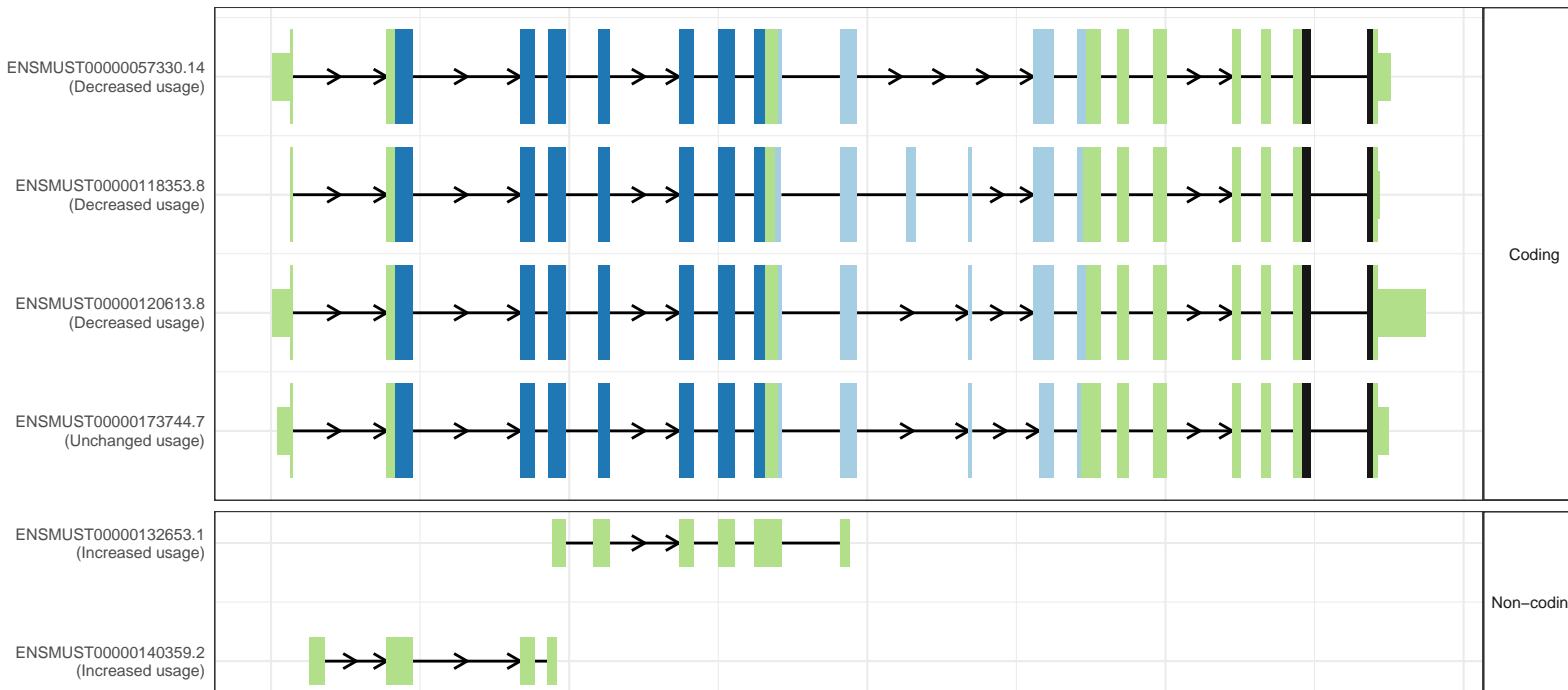 ENSMUST00000057330.14
(Decreased usage)
ENSMUST00000118353.8
(Decreased usage)
ENSMUST00000120613.8
(Decreased usage)
ENSMUST00000173744.7
(Unchanged usage)
Coding
ENSMUST00000132653.1
(Increased usage)
ENSMUST00000140359.2
(Increased usage)
Non−codin